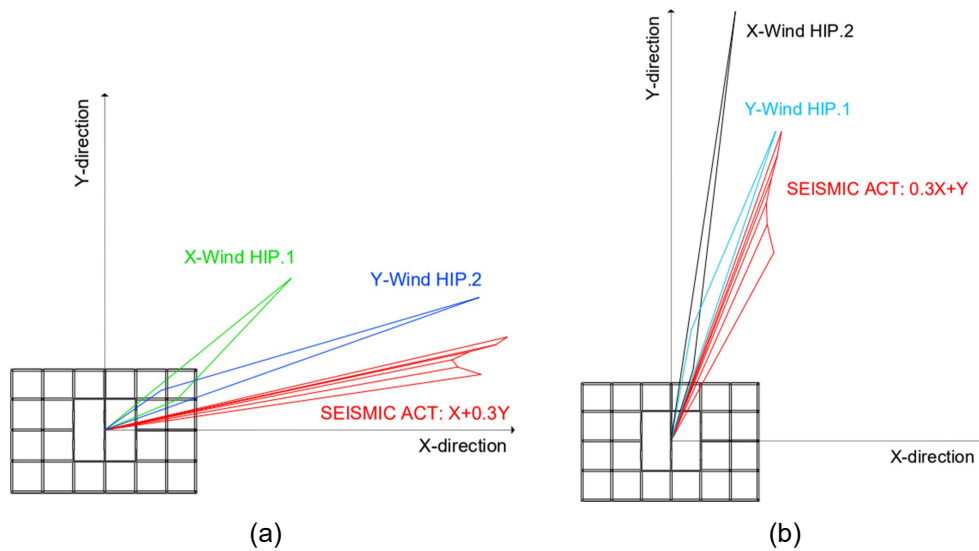 Y-direction
X-Wind HIP.1
Y-Wind HIP.2
SEISMIC ACT: X+0.3Y
X-direction
(a)
Y-direction
X-Wind HIP.2
Y-Wind HIP.1
SEISMIC ACT: 0.3X+Y
X-direction
(b)